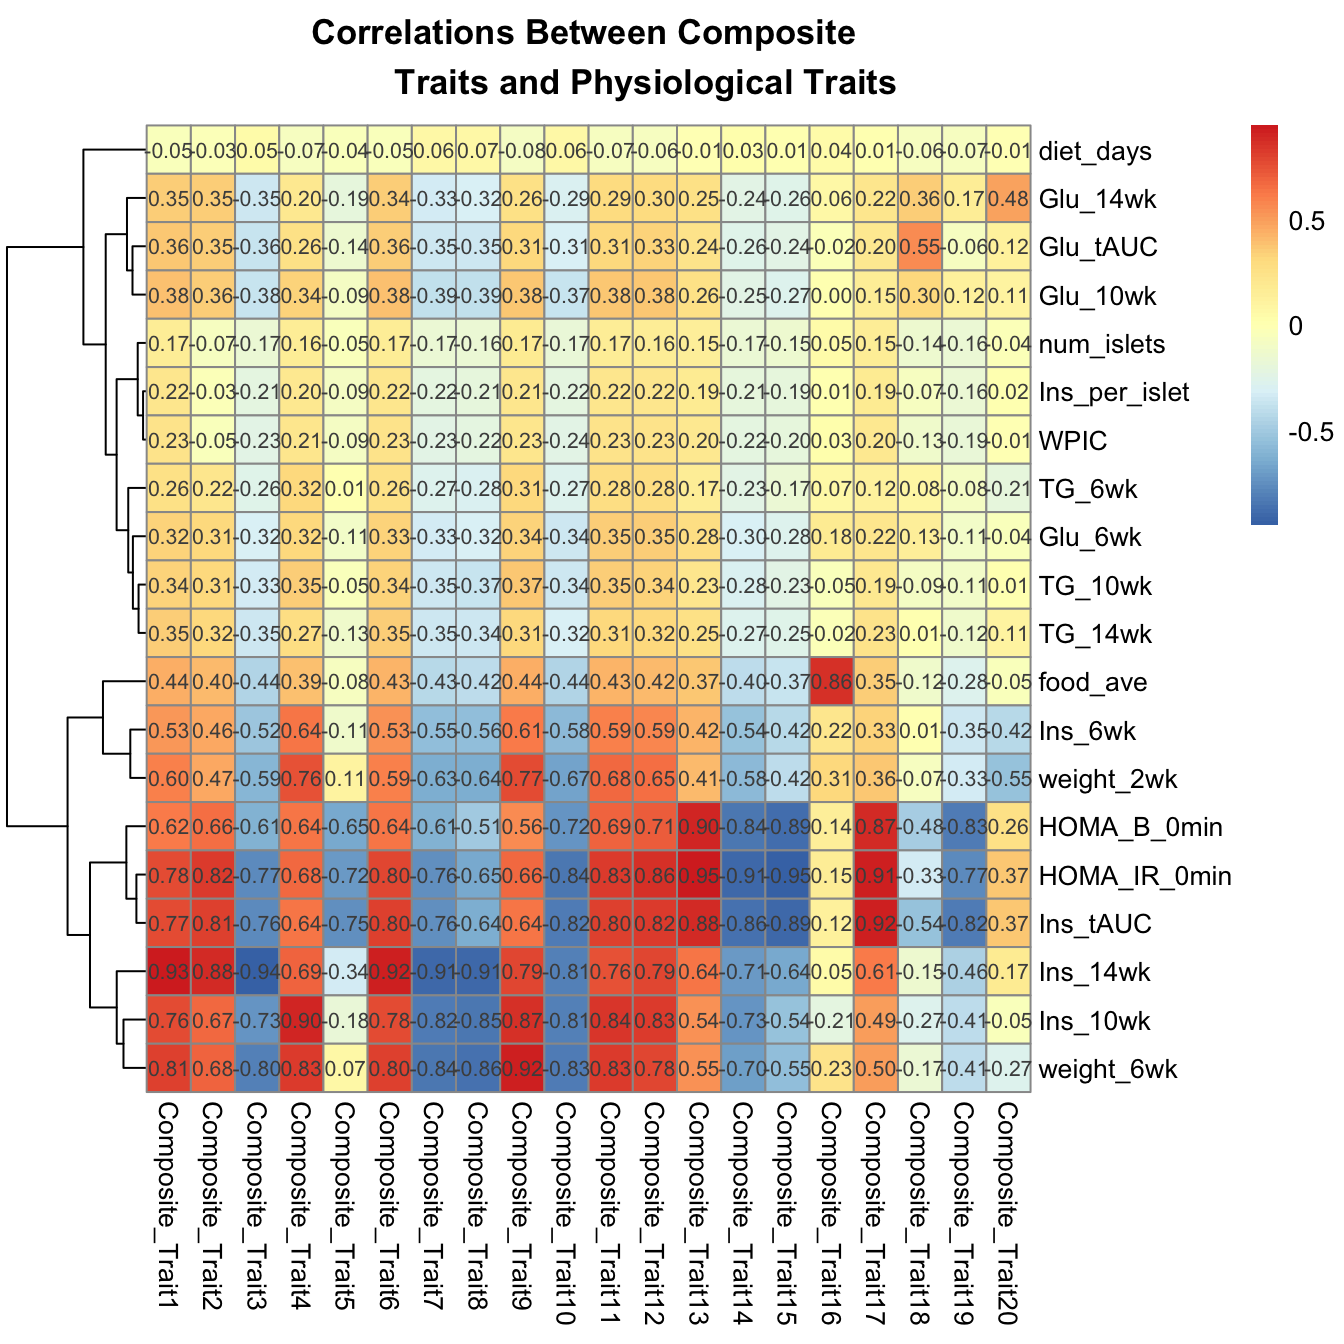 Correlations Between Composite
Traits and Physiological Traits
-0.05 -0.03 0.05 -0.07 -0.04 -0.05 0.06 0.07 -0.08 0.06 -0.07 -0.06 -0.01 0.03 0.01 0.04 0.01 -0.06 -0.07 -0.01 diet_days
0.35 0.35 -0.35 0.20 -0.19 0.34 -0.33 -0.32 0.26 -0.29 0.29 0.30 0.25 -0.24 -0.26 0.06 0.22 0.36 0.17 0.48 Glu_14wk
0.36 0.35 -0.36 0.26 -0.14 0.36 -0.35 -0.35 0.31 -0.31 0.31 0.33 0.24 -0.26 -0.24 -0.02 0.20 0.55 -0.06 0.12 Glu_tAUC
0.38 0.36 -0.38 0.34 -0.09 0.38 -0.39 -0.39 0.38 -0.37 0.38 0.38 0.26 -0.25 -0.27 0.00 0.15 0.30 0.12 0.11 Glu_10wk
0.17 -0.07 -0.17 0.16 -0.05 0.17 -0.17 -0.16 0.17 -0.17 0.17 0.16 0.15 -0.17 -0.15 0.05 0.15 -0.14 -0.16 -0.04 num_islets
0.22 -0.03 -0.21 0.20 -0.09 0.22 -0.22 -0.21 0.21 -0.22 0.22 0.22 0.19 -0.21 -0.19 0.01 0.19 -0.07 -0.16 0.02 Ins_per_islet
0.23 -0.05 -0.23 0.21 -0.09 0.23 -0.23 -0.22 0.23 -0.24 0.23 0.23 0.20 -0.22 -0.20 0.03 0.20 -0.13 -0.19 -0.01 WPIC
0.26 0.22 -0.26 0.32 0.01 0.26 -0.27 -0.28 0.31 -0.27 0.28 0.28 0.17 -0.23 -0.17 0.07 0.12 -0.08 -0.08 -0.21 TG_6wk
0.32 0.31 -0.32 0.32 -0.11 0.33 -0.33 -0.32 0.34 -0.34 0.35 0.35 0.28 -0.30 -0.28 0.18 0.22 0.13 -0.11 -0.04 Glu_6wk
0.34 0.31 -0.33 0.35 -0.05 0.34 -0.35 -0.37 0.37 -0.34 0.35 0.34 0.23 -0.28 -0.23 -0.05 0.19 -0.09 -0.11 0.01 TG_10wk
0.35 0.32 -0.35 0.27 -0.13 0.35 -0.35 -0.34 0.31 -0.32 0.31 0.32 0.25 -0.27 -0.25 -0.02 0.23 0.01 -0.12 0.11 TG_14wk
0.44 0.40 -0.44 0.39 -0.08 0.43 -0.43 -0.42 0.44 -0.44 0.43 0.42 0.37 -0.40 -0.37 0.86 0.35 -0.12 -0.28 -0.05 food_ave
0.53 0.46 -0.52 0.64 -0.11 0.53 -0.55 -0.56 0.61 -0.58 0.59 0.59 0.42 -0.54 -0.42 0.22 0.33 0.01 -0.35 -0.42 Ins_6wk
0.60 0.47 -0.59 0.76 0.11 0.59 -0.63 -0.64 0.77 -0.67 0.68 0.65 0.41 -0.58 -0.42 0.31 0.36 -0.07 -0.33 -0.55 weight_2wk
0.62 0.66 -0.61 0.64 -0.65 0.64 -0.61 -0.51 0.56 -0.72 0.69 0.71 0.90 -0.84 -0.89 0.14 0.87 -0.48 -0.83 0.26 HOMA_B_0min
0.78 0.82 -0.77 0.68 -0.72 0.80 -0.76 -0.65 0.66 -0.84 0.83 0.86 0.95 -0.91 -0.95 0.15 0.91 -0.33 -0.77 0.37 HOMA_IR_0min
0.77 0.81 -0.76 0.64 -0.75 0.80 -0.76 -0.64 0.64 -0.82 0.80 0.82 0.88 -0.86 -0.89 0.12 0.92 -0.54 -0.82 0.37 Ins_tAUC
0.93 0.88 -0.94 0.69 -0.34 0.92 -0.91 -0.91 0.79 -0.81 0.76 0.79 0.64 -0.71 -0.64 0.05 0.61 -0.15 -0.46 0.17 Ins_14wk
0.76 0.67 -0.73 0.90 -0.18 0.78 -0.82 -0.85 0.87 -0.81 0.84 0.83 0.54 -0.73 -0.54 -0.21 0.49 -0.27 -0.41 -0.05 Ins_10wk
0.81 0.68 -0.80 0.83 0.07 0.80 -0.84 -0.86 0.92 -0.83 0.83 0.78 0.55 -0.70 -0.55 0.23 0.50 -0.17 -0.41 -0.27 weight_6wk
Composite_Trait1
Composite_Trait2
Composite_Trait3
Composite_Trait4
Composite_Trait5
Composite_Trait6
Composite_Trait7
Composite_Trait8
Composite_Trait9
Composite_Trait10
Composite_Trait11
Composite_Trait12
Composite_Trait13
Composite_Trait14
Composite_Trait15
Composite_Trait16
Composite_Trait17
Composite_Trait18
Composite_Trait19
Composite_Trait20
0.5
0
-0.5